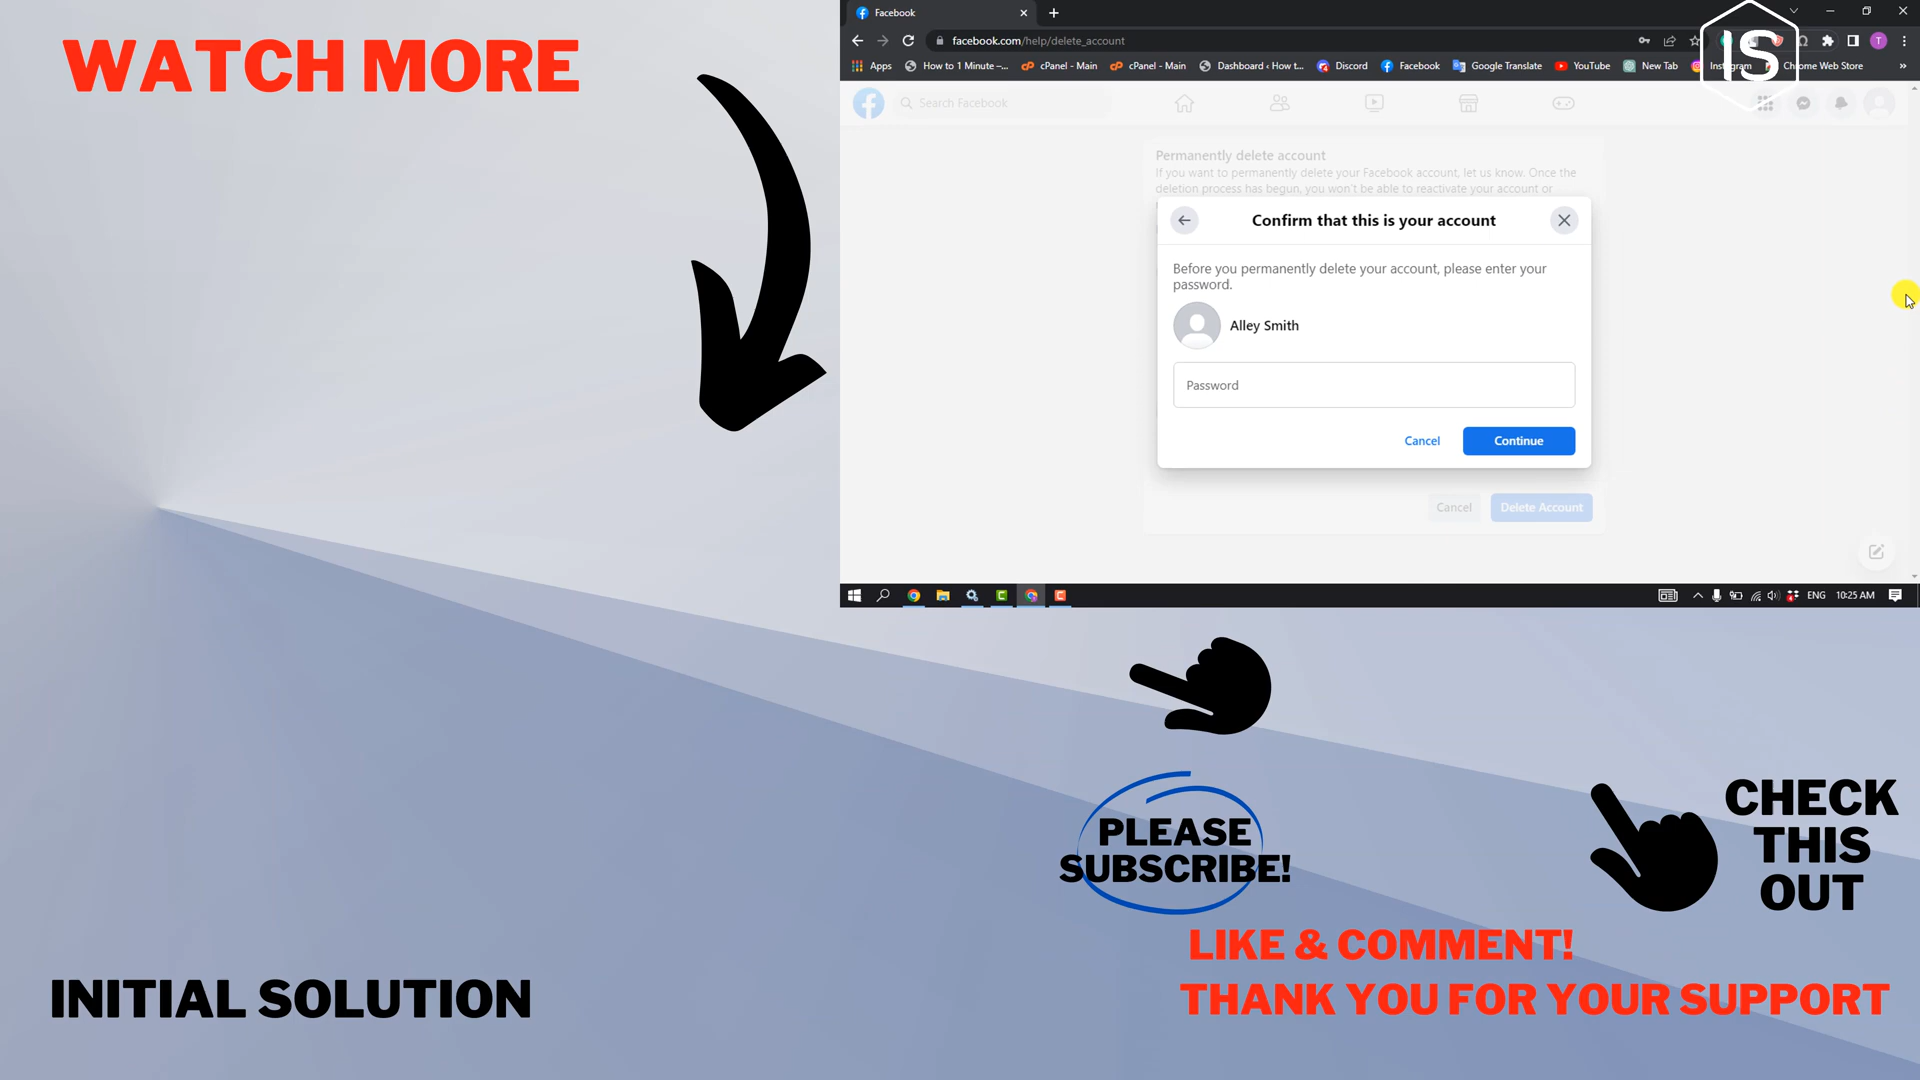 WATCH MORE
Facebook
facebook.com/help/delete_account
Apps
How to 1 Minute –...
cPanel - Main
cPanel - Main
Dashboard ‹ How t...
Discord
Facebook
Google Translate
YouTube
New Tab
Instagram
Chrome Web Store
IS
Search Facebook
Permanently delete account
If you want to permanently delete your Facebook account, let us know. Once the
deletion process has begun, you won't be able to reactivate your account or
Confirm that this is your account
Before you permanently delete your account, please enter your
password.
Alley Smith
Password
Cancel
Continue
Cancel
Delete Account
ENG
10:25 AM
PLEASE
SUBSCRIBE!
CHECK
THIS
OUT
LIKE & COMMENT!
THANK YOU FOR YOUR SUPPORT
INITIAL SOLUTION